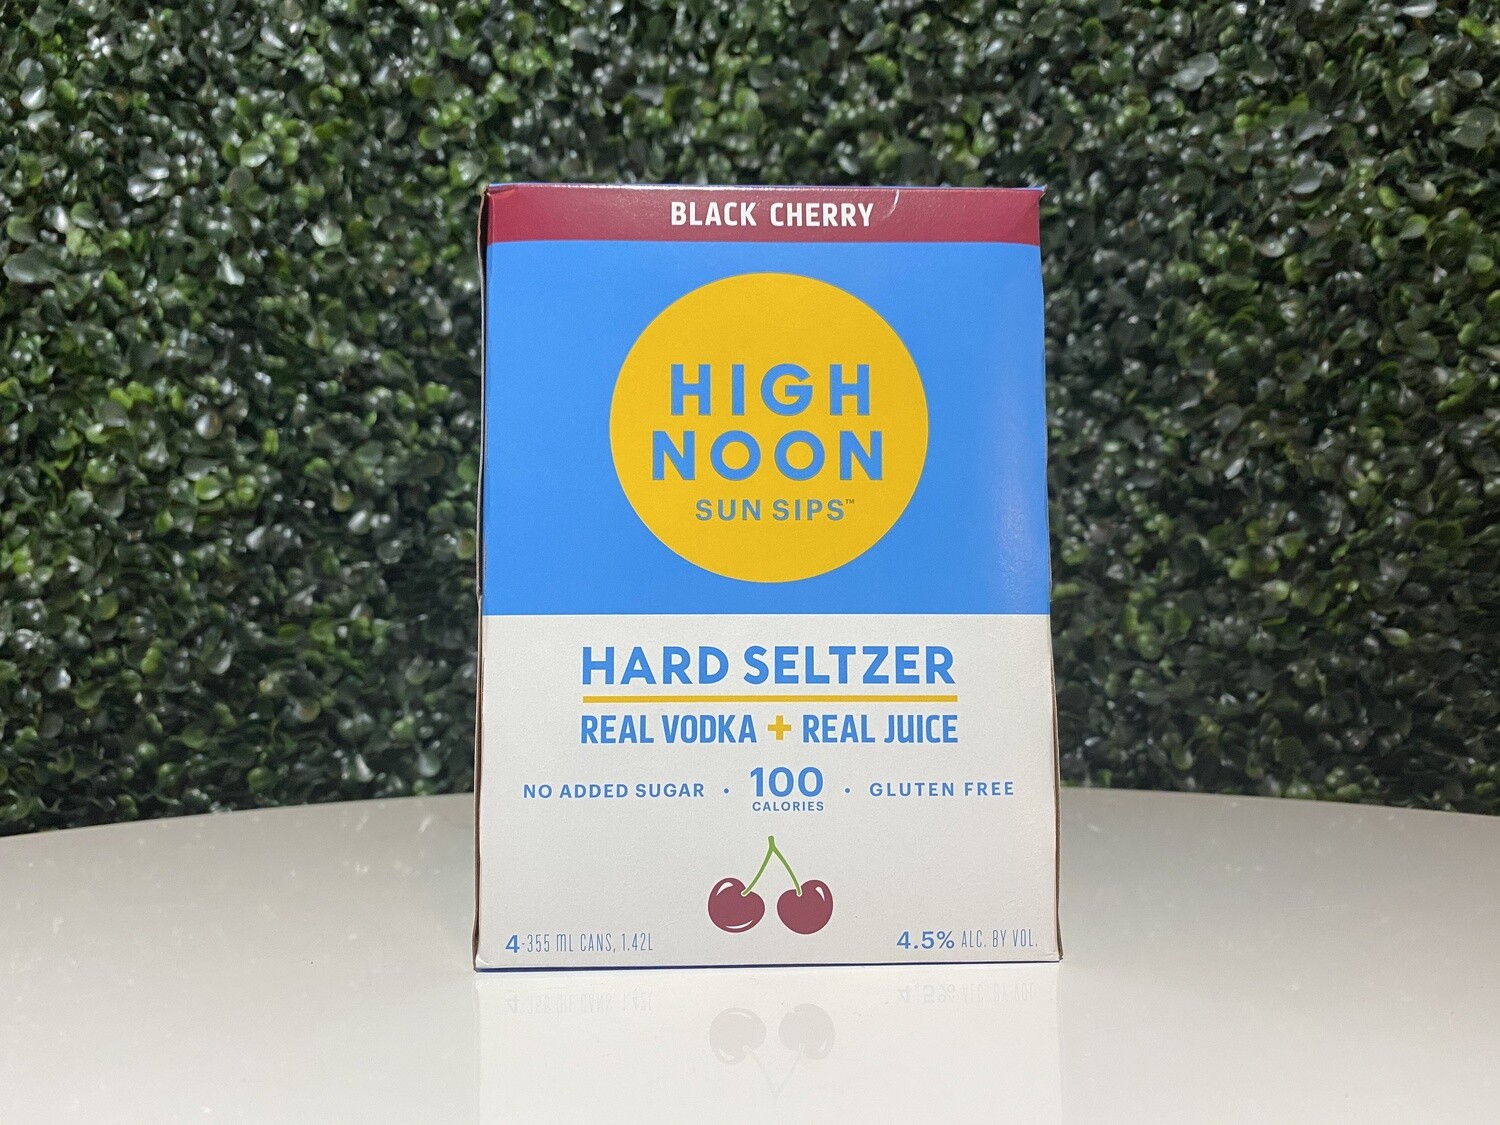 BLACK CHERRY
HIGH
NOON
SUN SIPS™
HARD SELTZER
REAL VODKA + REAL JUICE
NO ADDED SUGAR · 100 CALORIES · GLUTEN FREE
4-355 ML CANS, 1.42L
4.5% ALC. BY VOL.